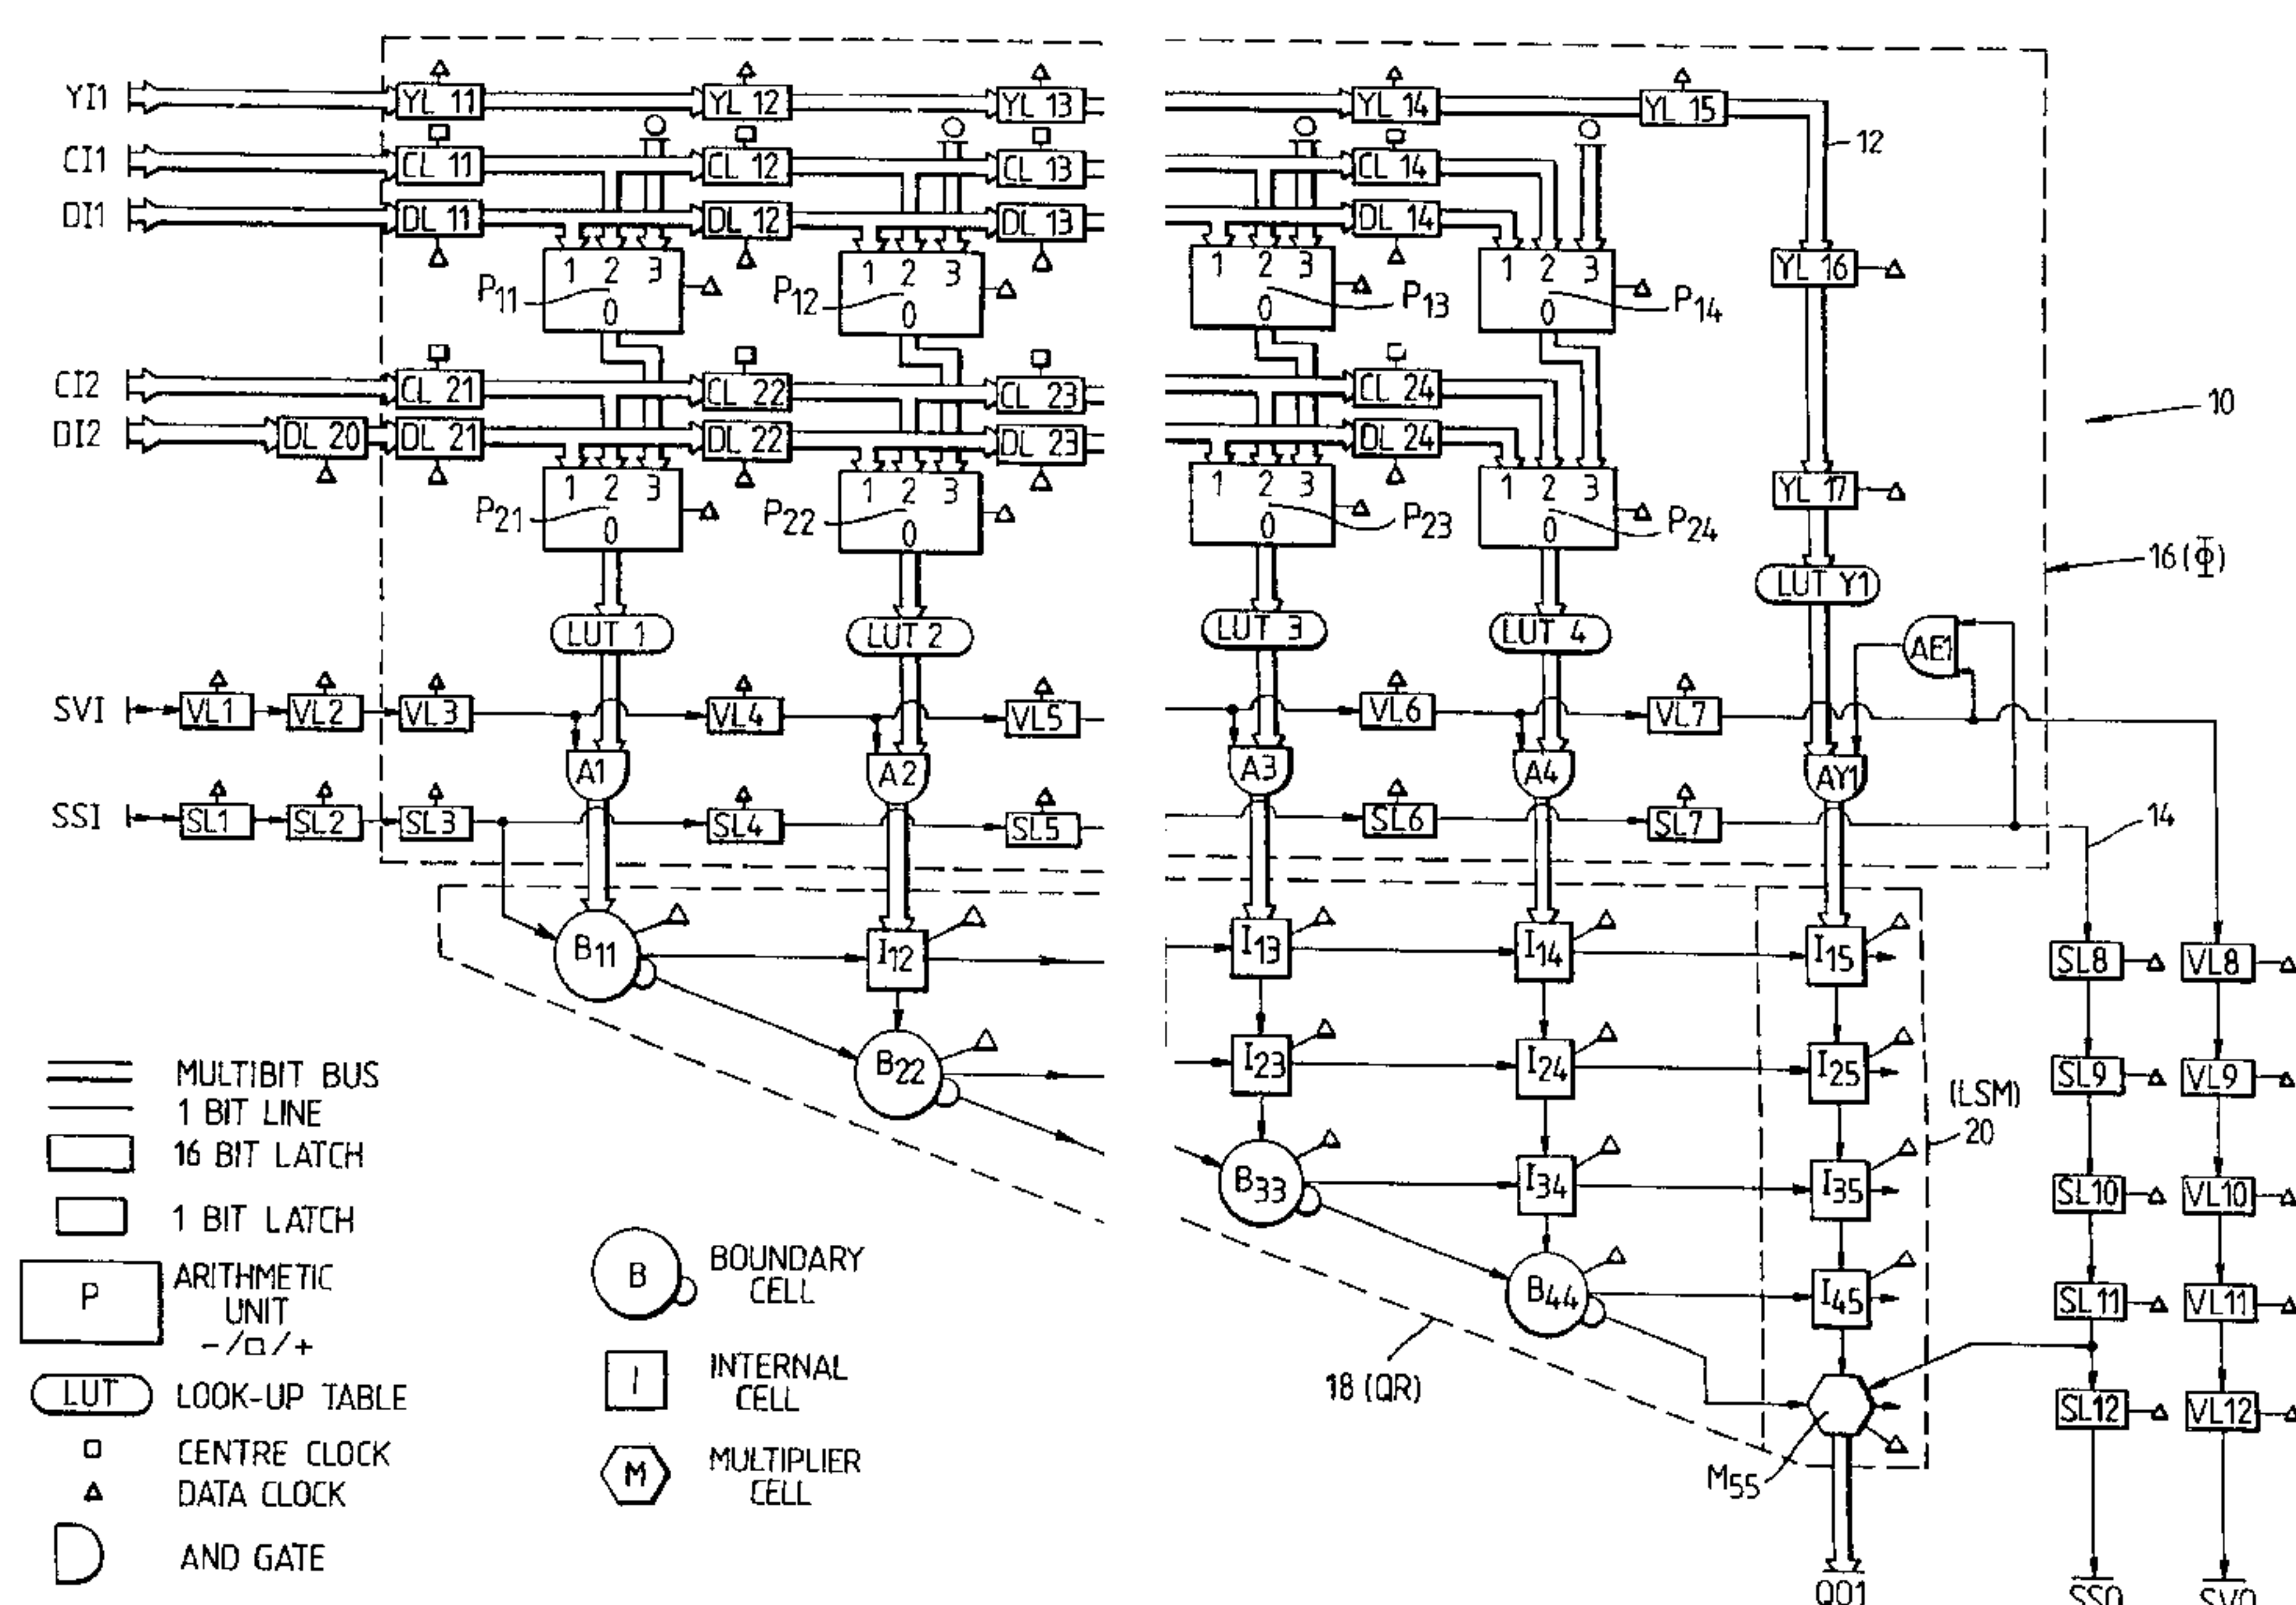 YI1
YL 11
YL 12
YL 13
YL 14
YL 15
12
CI1
CL 11
CL 12
CL 13
CL 14
DI1
DL 11
DL 12
DL 13
DL 14
1 2 3
0
P11
1 2 3
0
P12
1 2 3
0
P13
1 2 3
0
P14
YL 16
CI2
CL 21
CL 22
CL 23
CL 24
10
DI2
DL 20
DL 21
DL 22
DL 23
DL 24
1 2 3
0
P21
1 2 3
0
P22
1 2 3
0
P23
1 2 3
0
P24
YL 17
16 (Φ)
LUT 1
LUT 2
LUT 3
LUT 4
LUT Y1
AE1
SVI
VL1
VL2
VL3
VL4
VL5
VL6
VL7
A1
A2
A3
A4
AY1
SSI
SL1
SL2
SL3
SL4
SL5
SL6
SL7
14
B11
I12
I13
I14
I15
SL8
VL8
B22
I23
I24
I25
SL9
VL9
(LSM)
20
B33
I34
I35
SL10
VL10
B44
I45
SL11
VL11
18 (QR)
SL12
VL12
M55
QO1
SSO
SVO
MULTIBIT BUS
1 BIT LINE
16 BIT LATCH
1 BIT LATCH
P
ARITHMETIC
UNIT
-/□/+
LUT
LOOK-UP TABLE
CENTRE CLOCK
DATA CLOCK
AND GATE
B
BOUNDARY
CELL
I
INTERNAL
CELL
M
MULTIPLIER
CELL